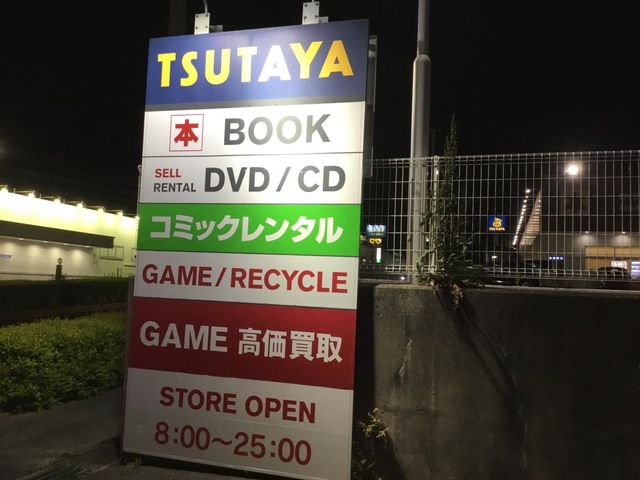 TSUTAYA
本 BOOK
SELL
RENTAL DVD/CD
コミックレンタル
GAME/RECYCLE
GAME 高価買取
STORE OPEN
8:00～25:00
TSUTAYA